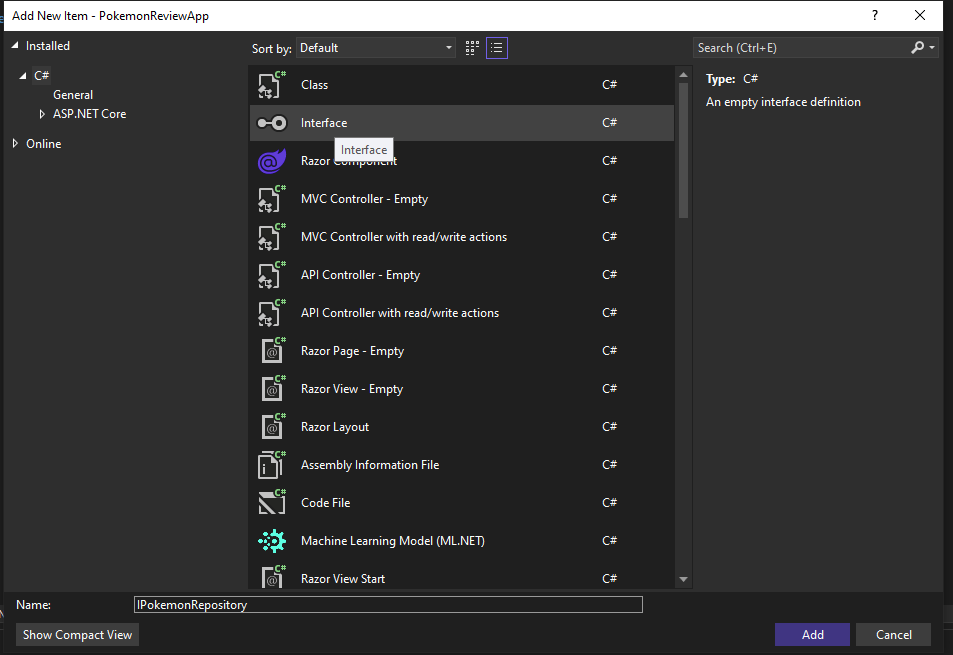 Add New Item - PokemonReviewApp
?
Installed
Sort by: Default
Search (Ctrl+E)
C#
General
ASP.NET Core
Online
C# Class C#
Interface C#
Interface
Razor Component C#
C# MVC Controller - Empty C#
C# MVC Controller with read/write actions C#
C# API Controller - Empty C#
C# API Controller with read/write actions C#
C# @ Razor Page - Empty C#
C# @ Razor View - Empty C#
C# @ Razor Layout C#
C# Assembly Information File C#
C# Code File C#
Machine Learning Model (ML.NET) C#
C# @ Razor View Start C#
Type: C#
An empty interface definition
Name: IPokemonRepository
Show Compact View
Add
Cancel